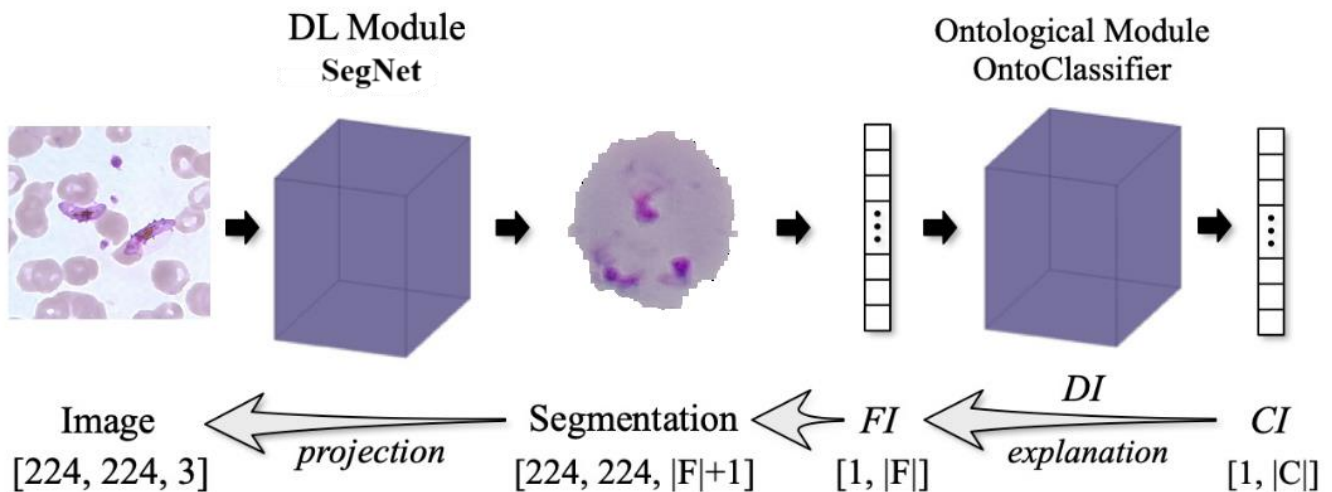 DL Module
SegNet
Ontological Module
OntoClassifier
DI
Image
Segmentation
FI
CI
projection
explanation
[224, 224, 3]
[224, 224, |F|+1]
[1, |F|]
[1, |C|]